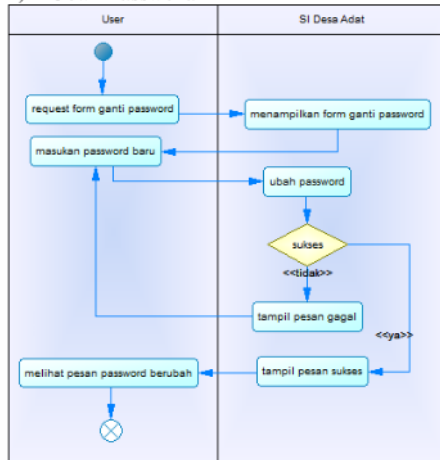 User
SI Desa Adat
request form ganti password
menampilkan form ganti password
masukan password baru
ubah password
sukses
<<tidak>>
tampil pesan gagal
<<ya>>
melihat pesan password berubah
tampil pesan sukses